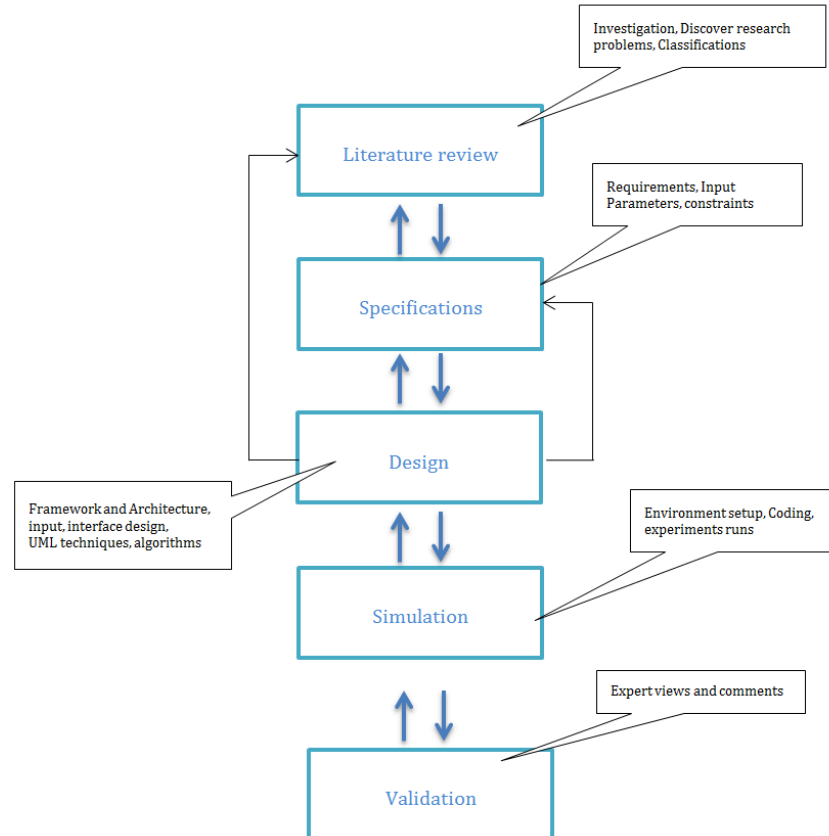 Investigation, Discover research
problems, Classifications
Literature review
Requirements, Input
Parameters, constraints
Specifications
Design
Framework and Architecture,
input, interface design,
UML techniques, algorithms
Environment setup, Coding,
experiments runs
Simulation
Expert views and comments
Validation